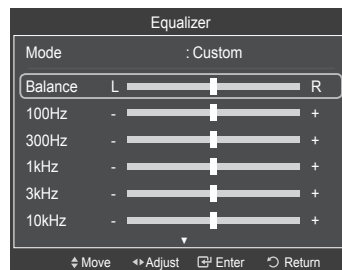 Equalizer
Mode : Custom
Balance L R
100Hz - +
300Hz - +
1kHz - +
3kHz - +
10kHz - +
▼
Move Adjust Enter Return